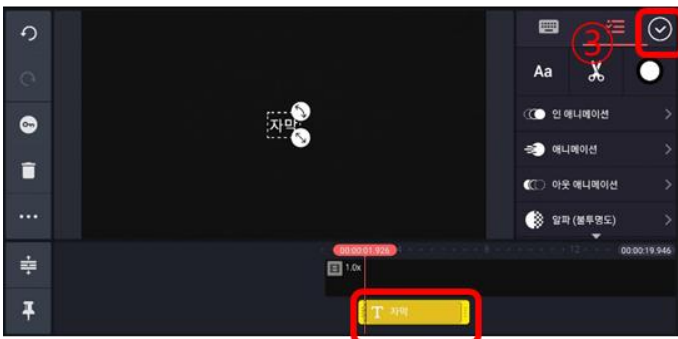 ③
Aa
자막
인 애니메이션
애니메이션
아웃 애니메이션
알파 (불투명도)
00:00:01.926
8
12
00:00:19.946
1.0x
T 자막